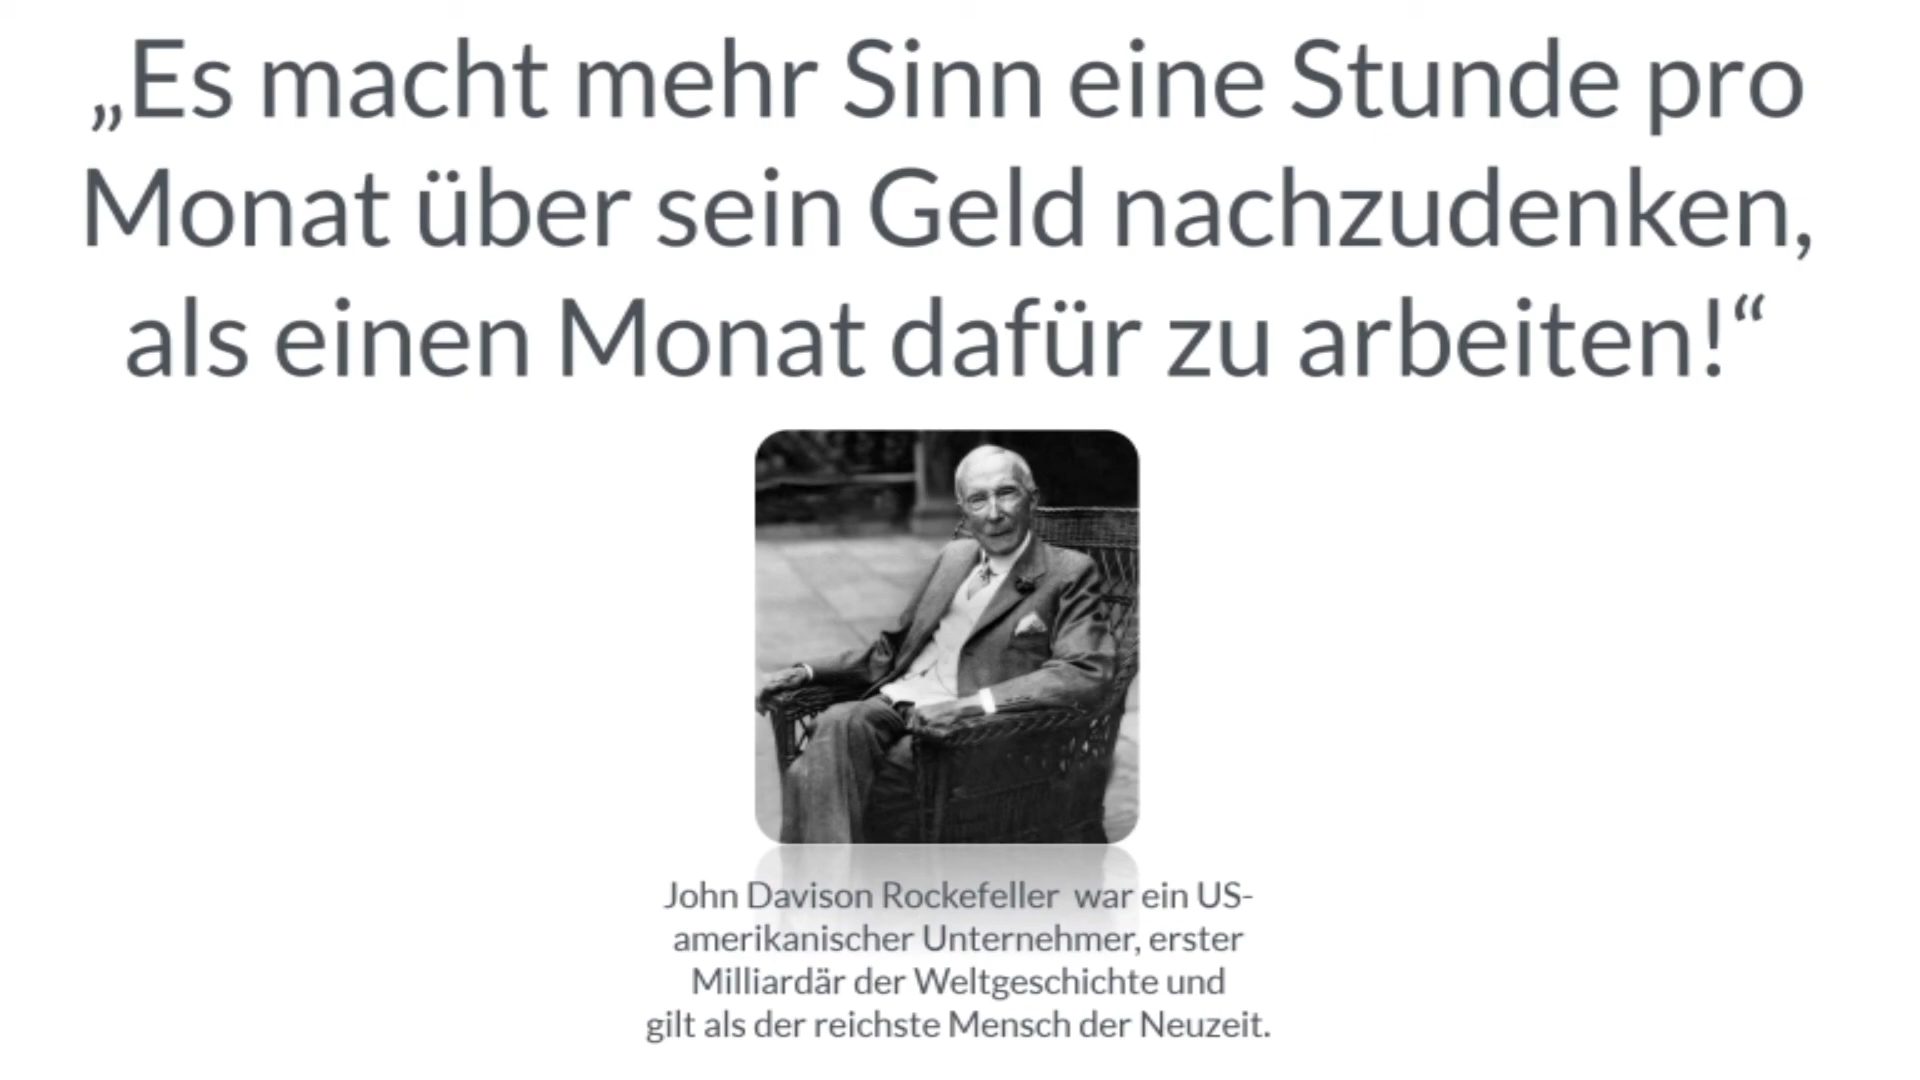 „Es macht mehr Sinn eine Stunde pro
Monat über sein Geld nachzudenken,
als einen Monat dafür zu arbeiten!“
John Davison Rockefeller war ein US-
amerikanischer Unternehmer, erster
Milliardär der Weltgeschichte und
gilt als der reichste Mensch der Neuzeit.